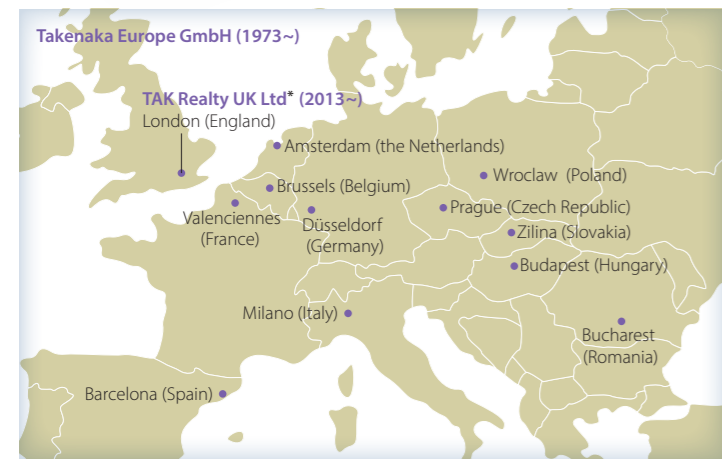 Takenaka Europe GmbH (1973~)
TAK Realty UK Ltd* (2013~)
London (England)
Amsterdam (the Netherlands)
Wroclaw (Poland)
Brussels (Belgium)
Prague (Czech Republic)
Valenciennes
(France)
Düsseldorf
(Germany)
Zilina (Slovakia)
Budapest (Hungary)
Milano (Italy)
Bucharest
(Romania)
Barcelona (Spain)